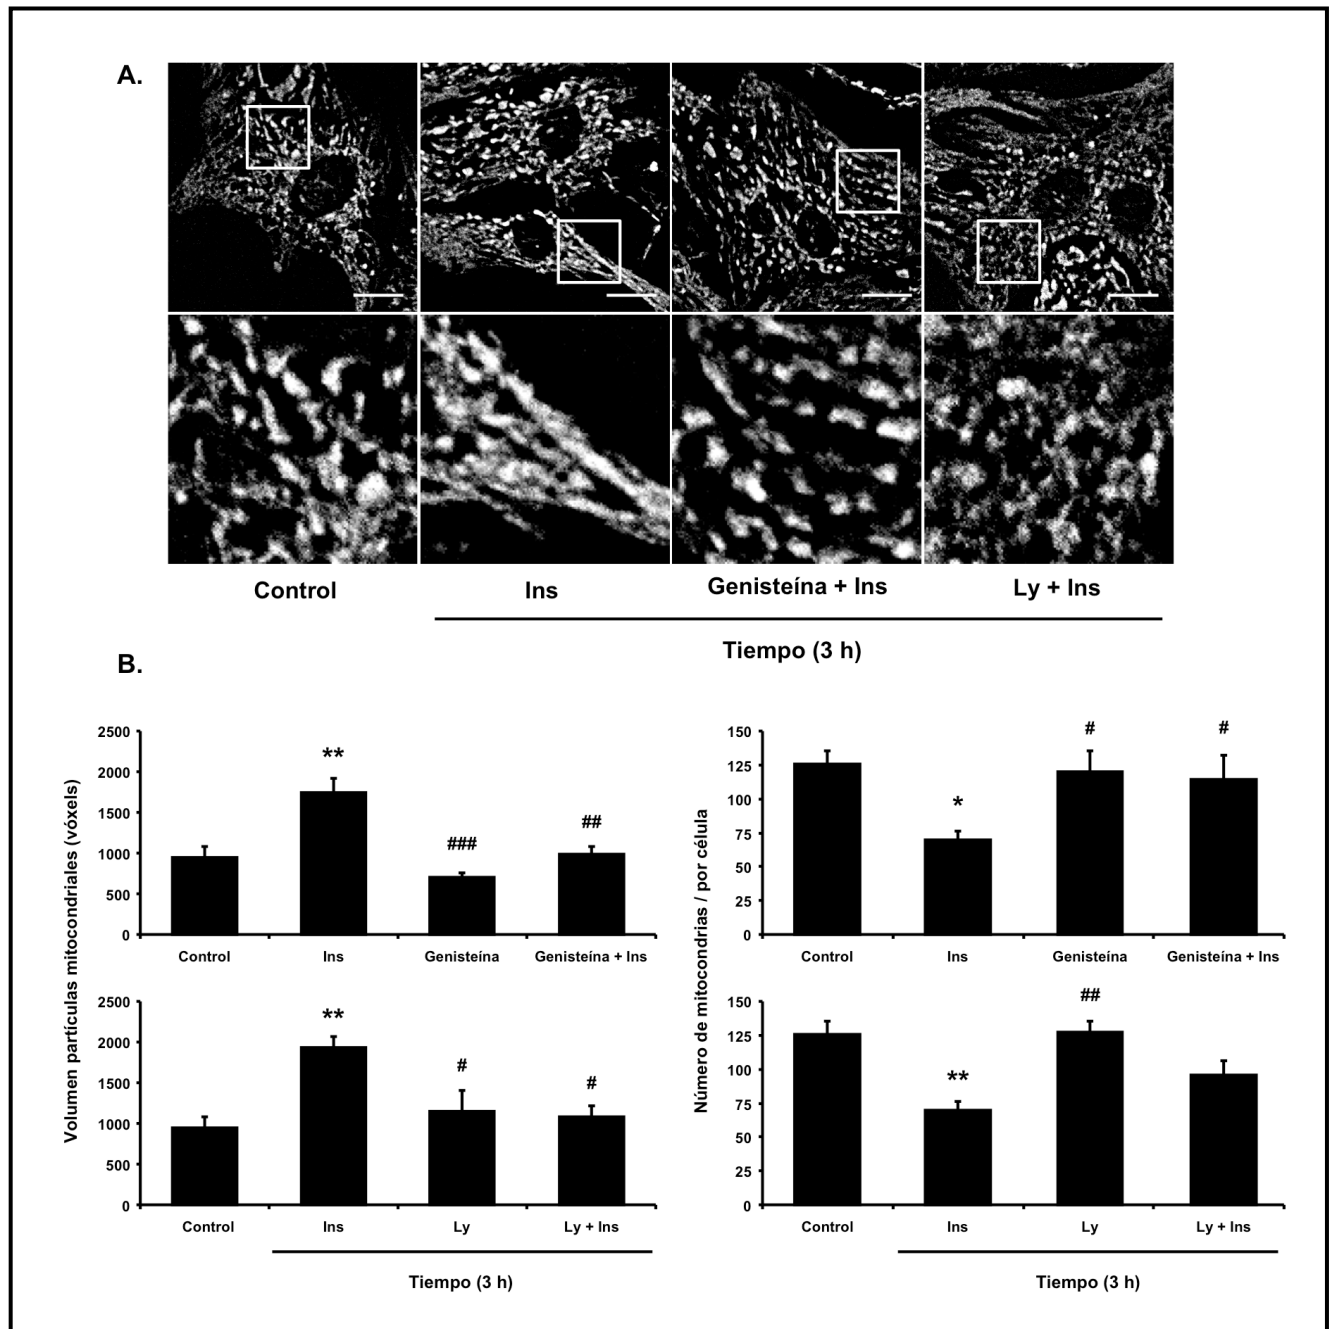 A.
Control
Ins
Genisteína + Ins
Ly + Ins
Tiempo (3 h)
B.
Volumen partículas mitocondriales (vóxels)
2500
2000
1500
1000
500
0
**
###
##
Control
Ins
Genisteína
Genisteína + Ins
Número de mitocondrias / por célula
150
125
100
75
50
25
0
*
#
#
Control
Ins
Genisteína
Genisteína + Ins
2500
2000
1500
1000
500
0
**
#
#
Control
Ins
Ly
Ly + Ins
Tiempo (3 h)
150
125
100
75
50
25
0
**
##
Control
Ins
Ly
Ly + Ins
Tiempo (3 h)